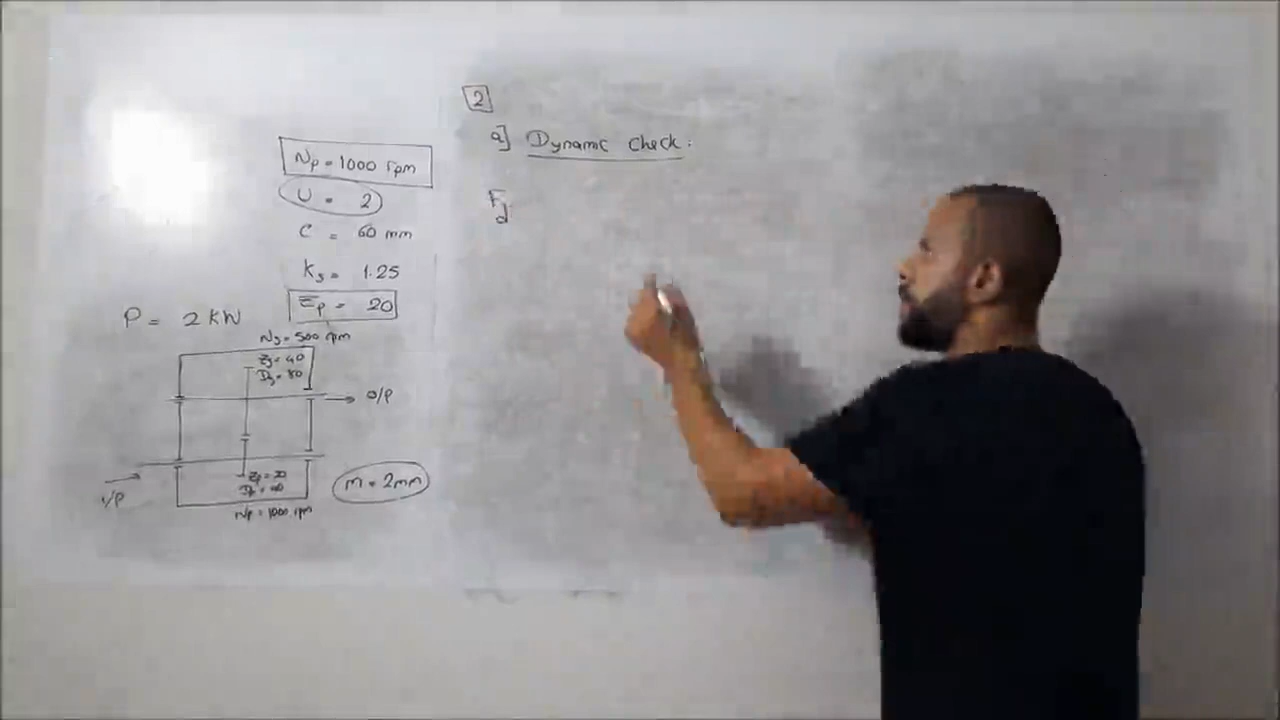 Np = 1000 rpm
U = 2
C = 60 mm
Ks = 1.25
Zp = 20
P = 2 KW
Ng = 500 rpm
Zg = 40
Dg = 80
O/P
Zp = 20
Dp = 40
I/P
Np = 1000 rpm
m = 2mm
2
a] Dynamic check:
Fd